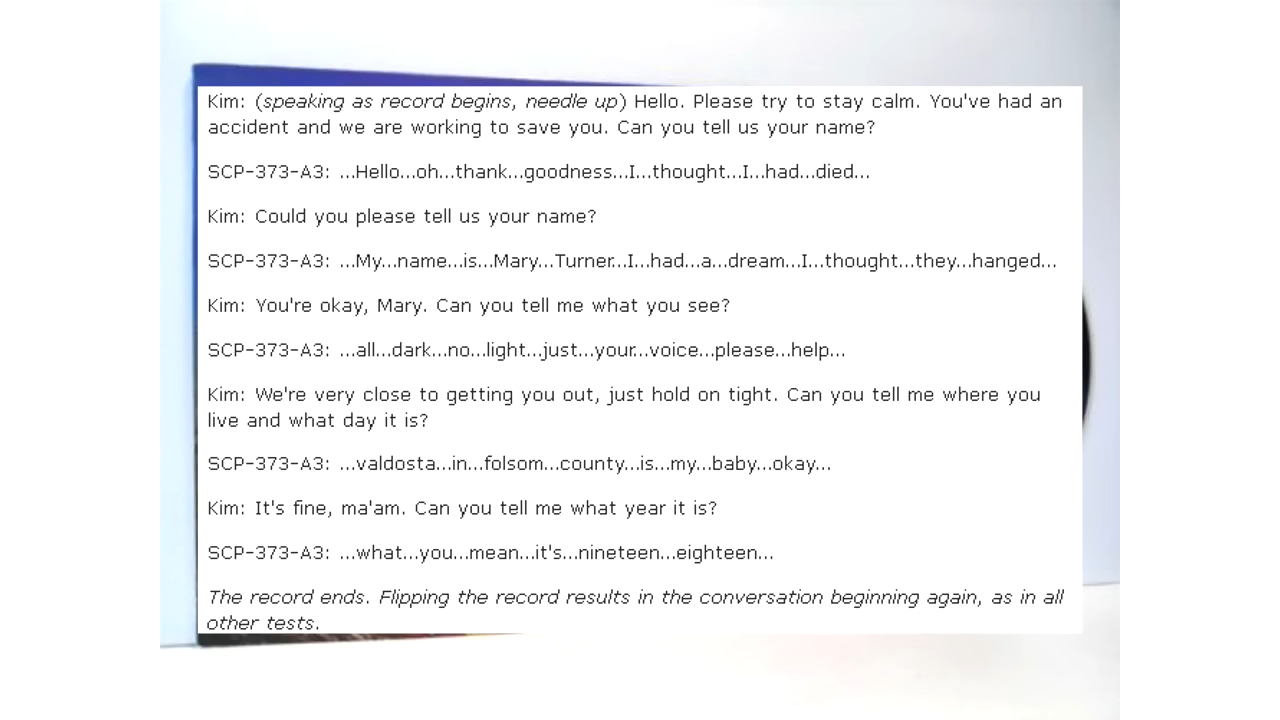 Kim: (speaking as record begins, needle up) Hello. Please try to stay calm. You've had an
accident and we are working to save you. Can you tell us your name?
SCP-373-A3: ...Hello...oh...thank...goodness...I...thought...I...had...died...
Kim: Could you please tell us your name?
SCP-373-A3: ...My...name...is...Mary...Turner...I...had...a...dream...I...thought...they...hanged...
Kim: You're okay, Mary. Can you tell me what you see?
SCP-373-A3: ...all...dark...no...light...just...your...voice...please...help...
Kim: We're very close to getting you out, just hold on tight. Can you tell me where you
live and what day it is?
SCP-373-A3: ...valdosta...in...folsom...county...is...my...baby...okay...
Kim: It's fine, ma'am. Can you tell me what year it is?
SCP-373-A3: ...what...you...mean...it's...nineteen...eighteen...
The record ends. Flipping the record results in the conversation beginning again, as in all
other tests.